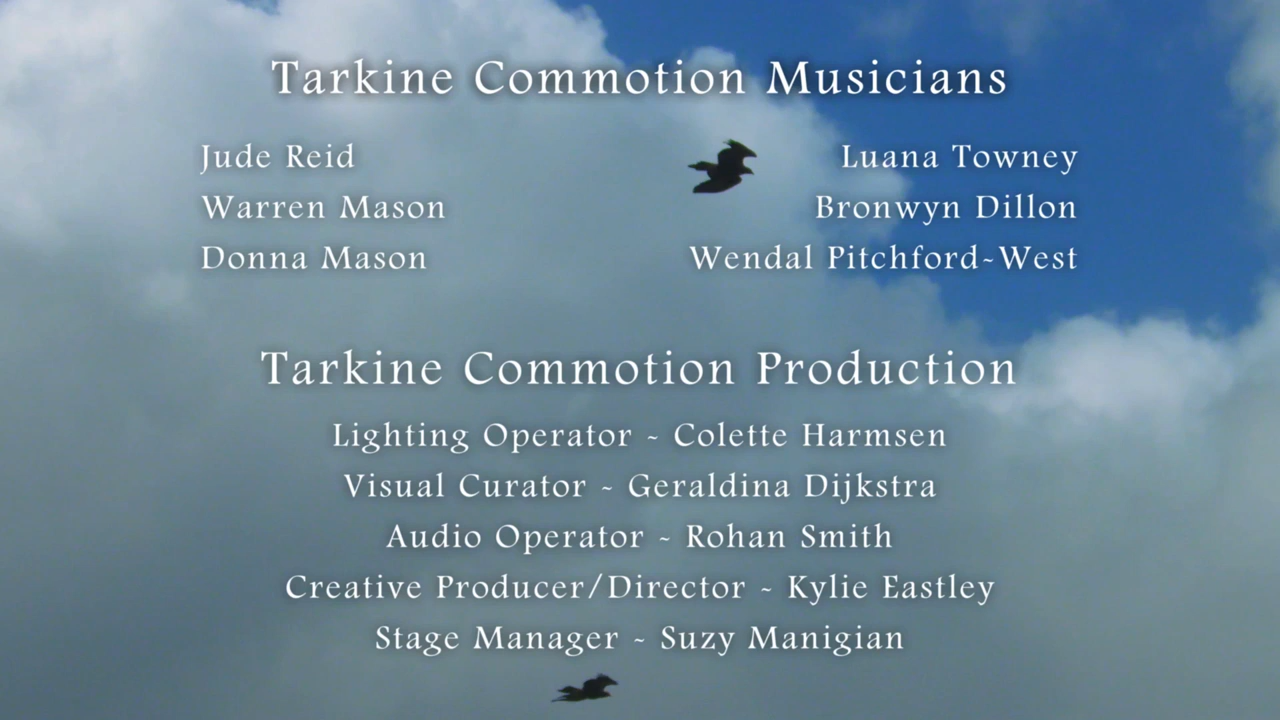 Tarkine Commotion Musicians
Jude Reid Luana Towney
Warren Mason Bronwyn Dillon
Donna Mason Wendal Pitchford~West
Tarkine Commotion Production
Lighting Operator ~ Colette Harmsen
Visual Curator ~ Geraldina Dijkstra
Audio Operator ~ Rohan Smith
Creative Producer/Director ~ Kylie Eastley
Stage Manager ~ Suzy Manigian